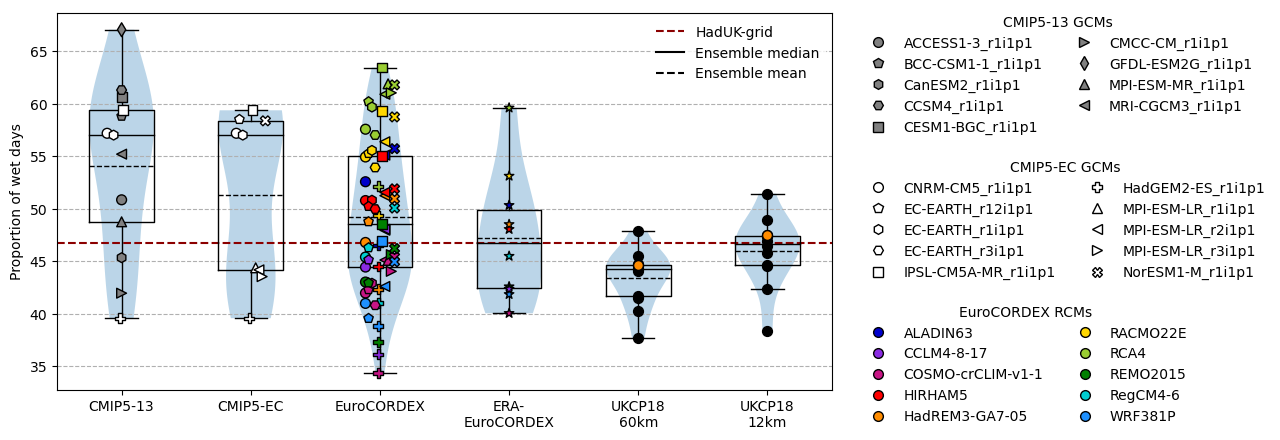 Proportion of wet days
65
60
55
50
45
40
35
CMIP5-13
CMIP5-EC
EuroCORDEX
ERA-
EuroCORDEX
UKCP18
60km
UKCP18
12km
HadUK-grid
Ensemble median
Ensemble mean
CMIP5-13 GCMs
ACCESS1-3_r1i1p1
BCC-CSM1-1_r1i1p1
CanESM2_r1i1p1
CCSM4_r1i1p1
CESM1-BGC_r1i1p1
CMCC-CM_r1i1p1
GFDL-ESM2G_r1i1p1
MPI-ESM-MR_r1i1p1
MRI-CGCM3_r1i1p1
CMIP5-EC GCMs
CNRM-CM5_r1i1p1
EC-EARTH_r12i1p1
EC-EARTH_r1i1p1
EC-EARTH_r3i1p1
IPSL-CM5A-MR_r1i1p1
HadGEM2-ES_r1i1p1
MPI-ESM-LR_r1i1p1
MPI-ESM-LR_r2i1p1
MPI-ESM-LR_r3i1p1
NorESM1-M_r1i1p1
EuroCORDEX RCMs
ALADIN63
CCLM4-8-17
COSMO-crCLIM-v1-1
HIRHAM5
HadREM3-GA7-05
RACMO22E
RCA4
REMO2015
RegCM4-6
WRF381P